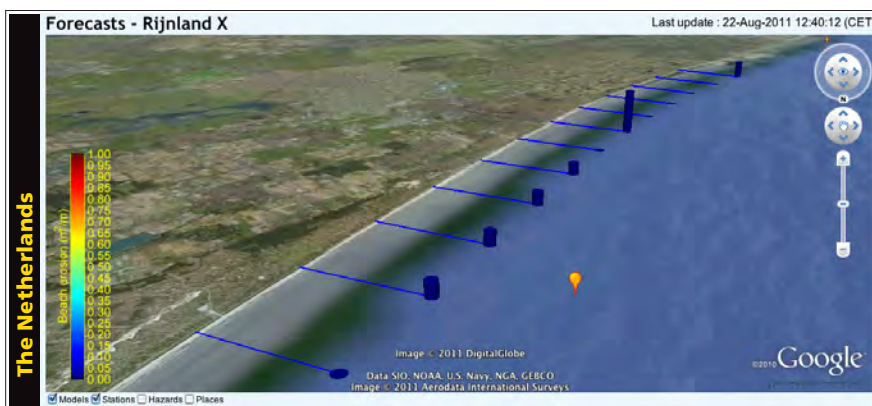 Forecasts - Rijnland X
Last update : 22-Aug-2011 12:40:12 (CET
The Netherlands
Beach erosion (m³/m)
1.00
0.95
0.90
0.85
0.80
0.75
0.70
0.65
0.60
0.55
0.50
0.45
0.40
0.35
0.30
0.25
0.20
0.15
0.10
0.05
0.00
N
Image © 2011 DigitalGlobe
Data SIO, NOAA, U.S. Navy, NGA, GEBCO
Image © 2011 Aerodata International Surveys
©2010 Google
Models Stations Hazards Places